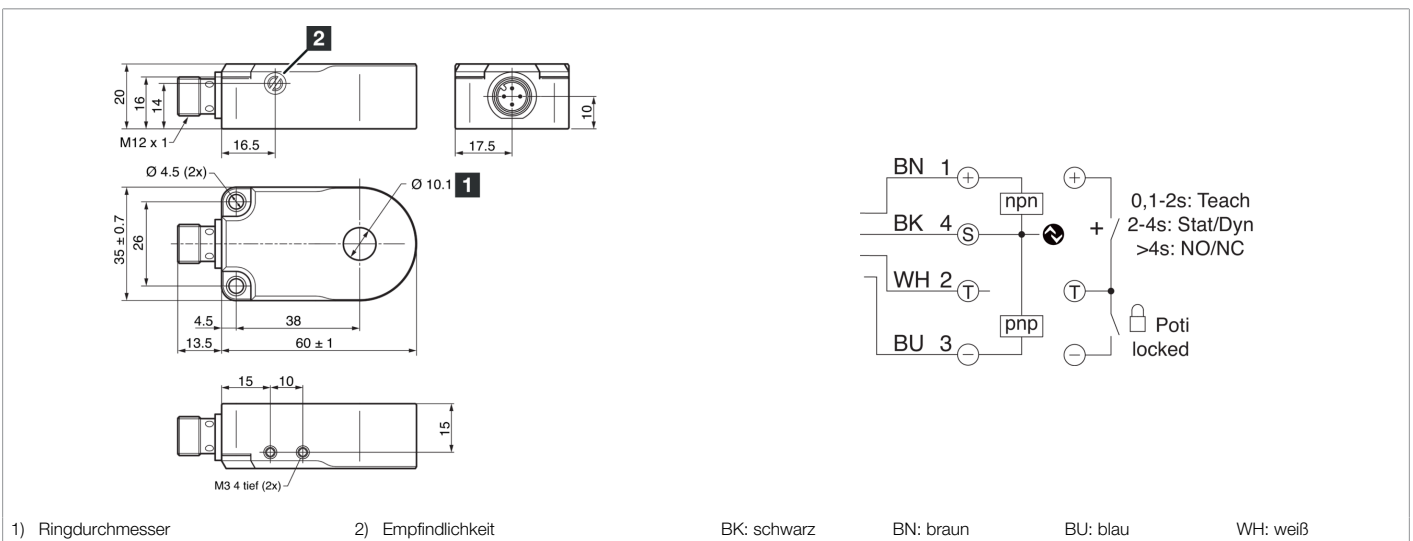 2
20
16
14
M12 x 1
16.5
10
17.5
Ø 4.5 (2x)
Ø 10.1 1
35 ± 0.7
26
4.5
38
13.5
60 ± 1
15
10
15
M3 4 tief (2x)
BN 1
+
npn
BK 4
S
WH 2
T
pnp
BU 3
−
+
+
0,1-2s: Teach
2-4s: Stat/Dyn
>4s: NO/NC
T
Poti
locked
−
1) Ringdurchmesser
2) Empfindlichkeit
BK: schwarz
BN: braun
BU: blau
WH: weiß